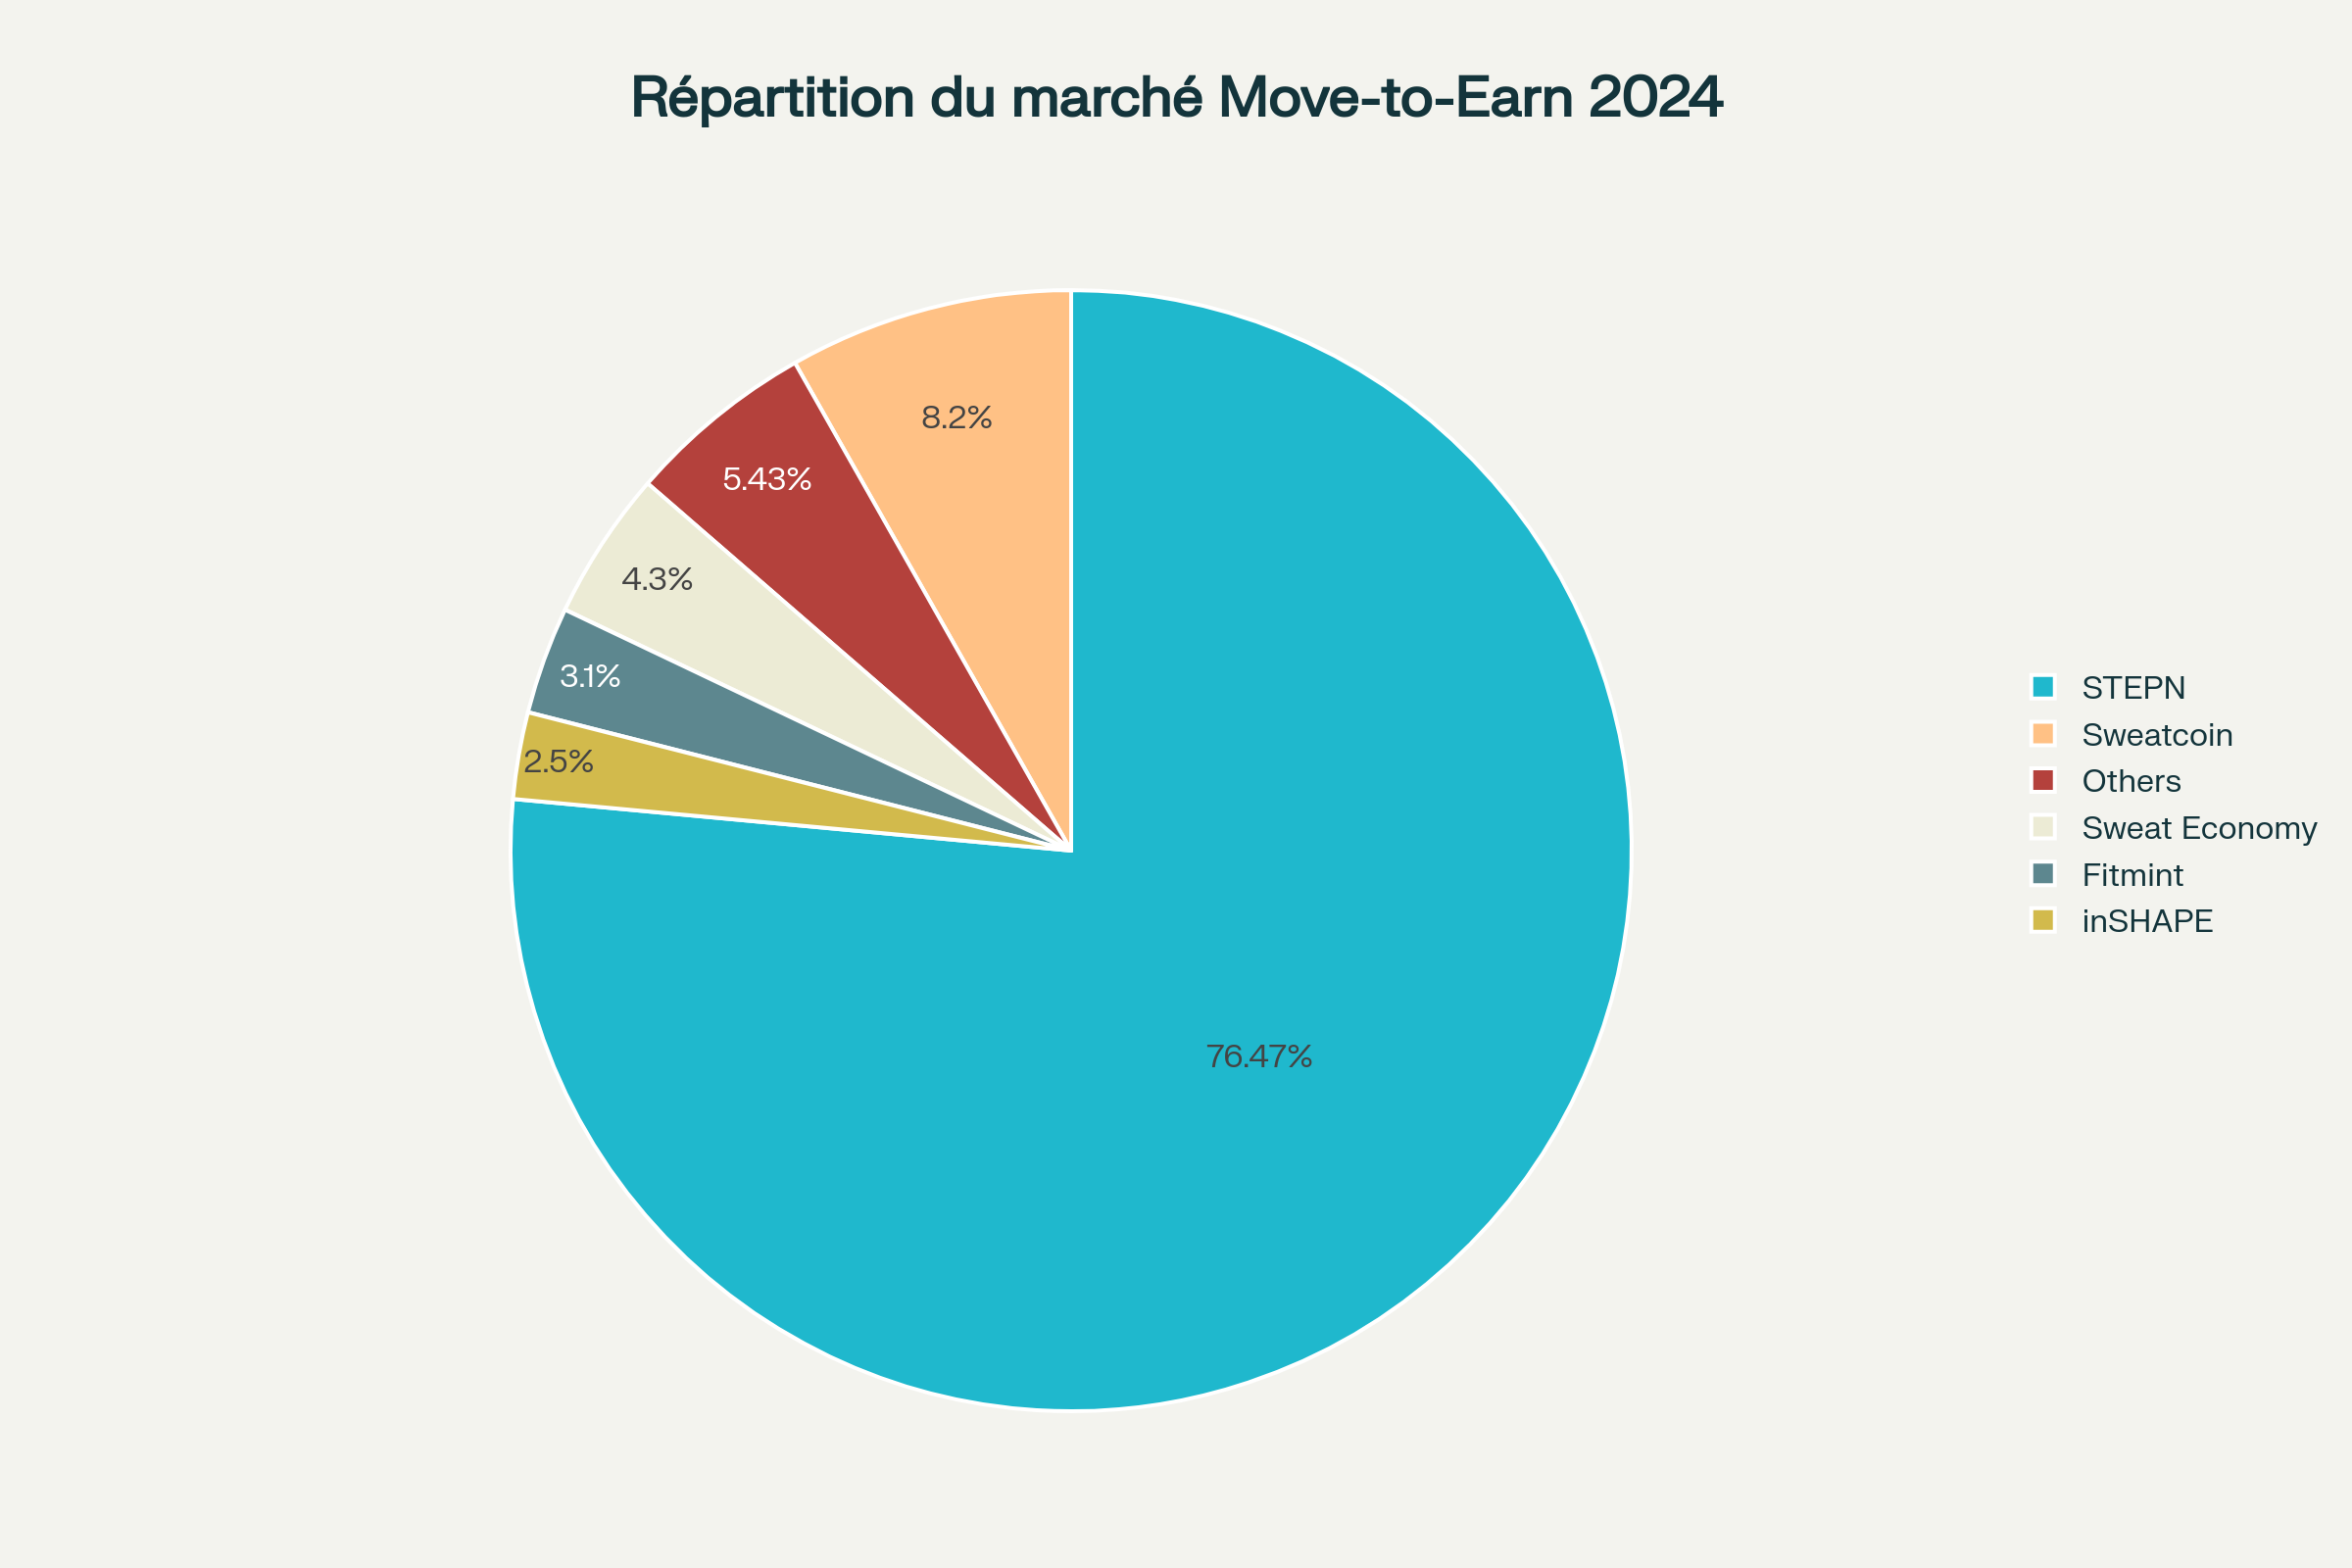 Répartition du marché Move-to-Earn 2024
8.2%
5.43%
4.3%
3.1%
2.5%
76.47%
STEPN
Sweatcoin
Others
Sweat Economy
Fitmint
inSHAPE